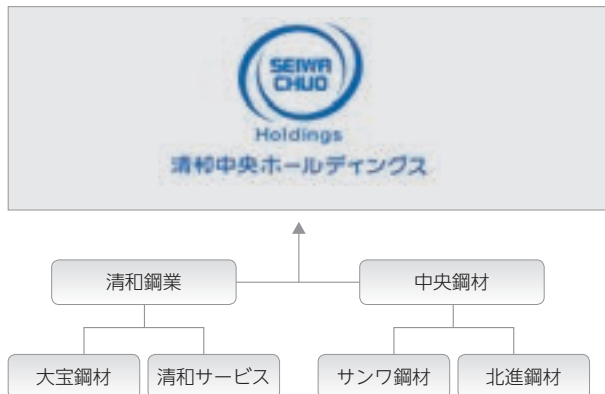 SEIWA
CHUO
Holdings
清和中央ホールディングス
清和鋼業
中央鋼材
大宝鋼材
清和サービス
サンワ鋼材
北進鋼材